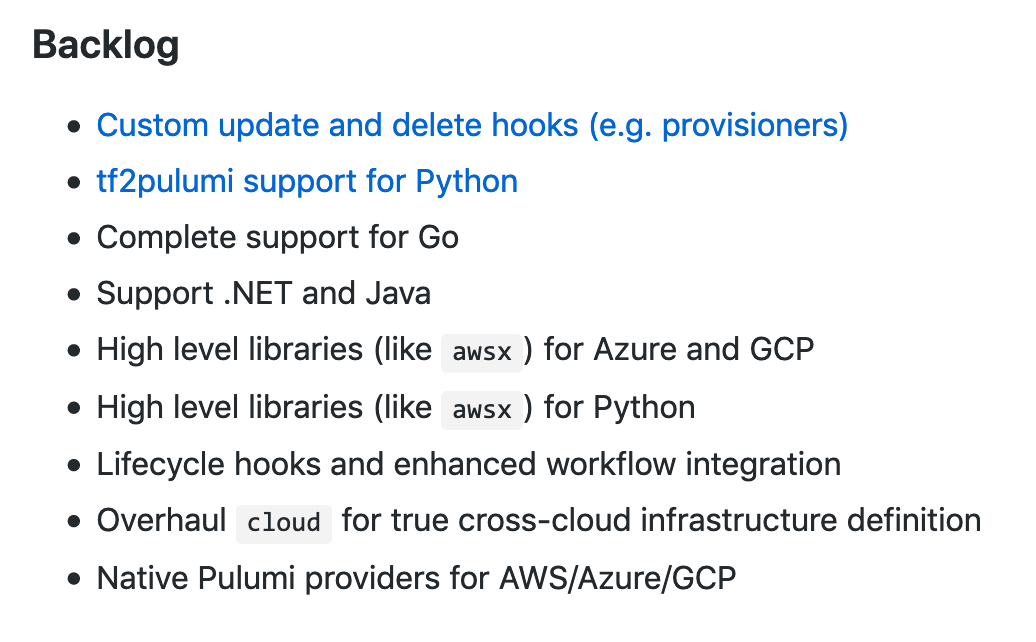 Backlog
• Custom update and delete hooks (e.g. provisioners)
• tf2pulumi support for Python
• Complete support for Go
• Support .NET and Java
• High level libraries (like awsx) for Azure and GCP
• High level libraries (like awsx) for Python
• Lifecycle hooks and enhanced workflow integration
• Overhaul cloud for true cross-cloud infrastructure definition
• Native Pulumi providers for AWS/Azure/GCP